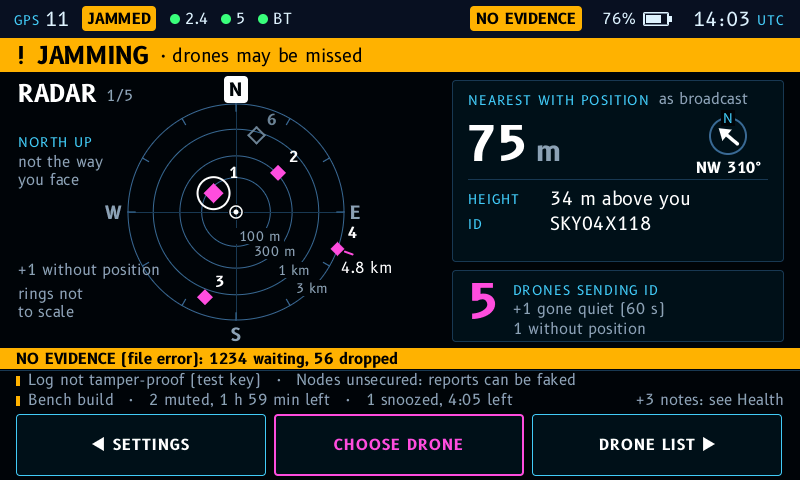 GPS 11 JAMMED 2.4 5 BT NO EVIDENCE 76% 14:03 UTC
! JAMMING · drones may be missed
RADAR 1/5
N
NEAREST WITH POSITION as broadcast
75 m
N
NW 310°
HEIGHT 34 m above you
ID SKY04X118
NORTH UP
not the way
you face
6
2
1
W
E
4
100 m
300 m
1 km
3 km
4.8 km
+1 without position
3
rings not
to scale
S
5 DRONES SENDING ID
+1 gone quiet (60 s)
1 without position
NO EVIDENCE (file error): 1234 waiting, 56 dropped
Log not tamper-proof (test key) · Nodes unsecured: reports can be faked
Bench build · 2 muted, 1 h 59 min left · 1 snoozed, 4:05 left +3 notes: see Health
◀ SETTINGS CHOOSE DRONE DRONE LIST ▶